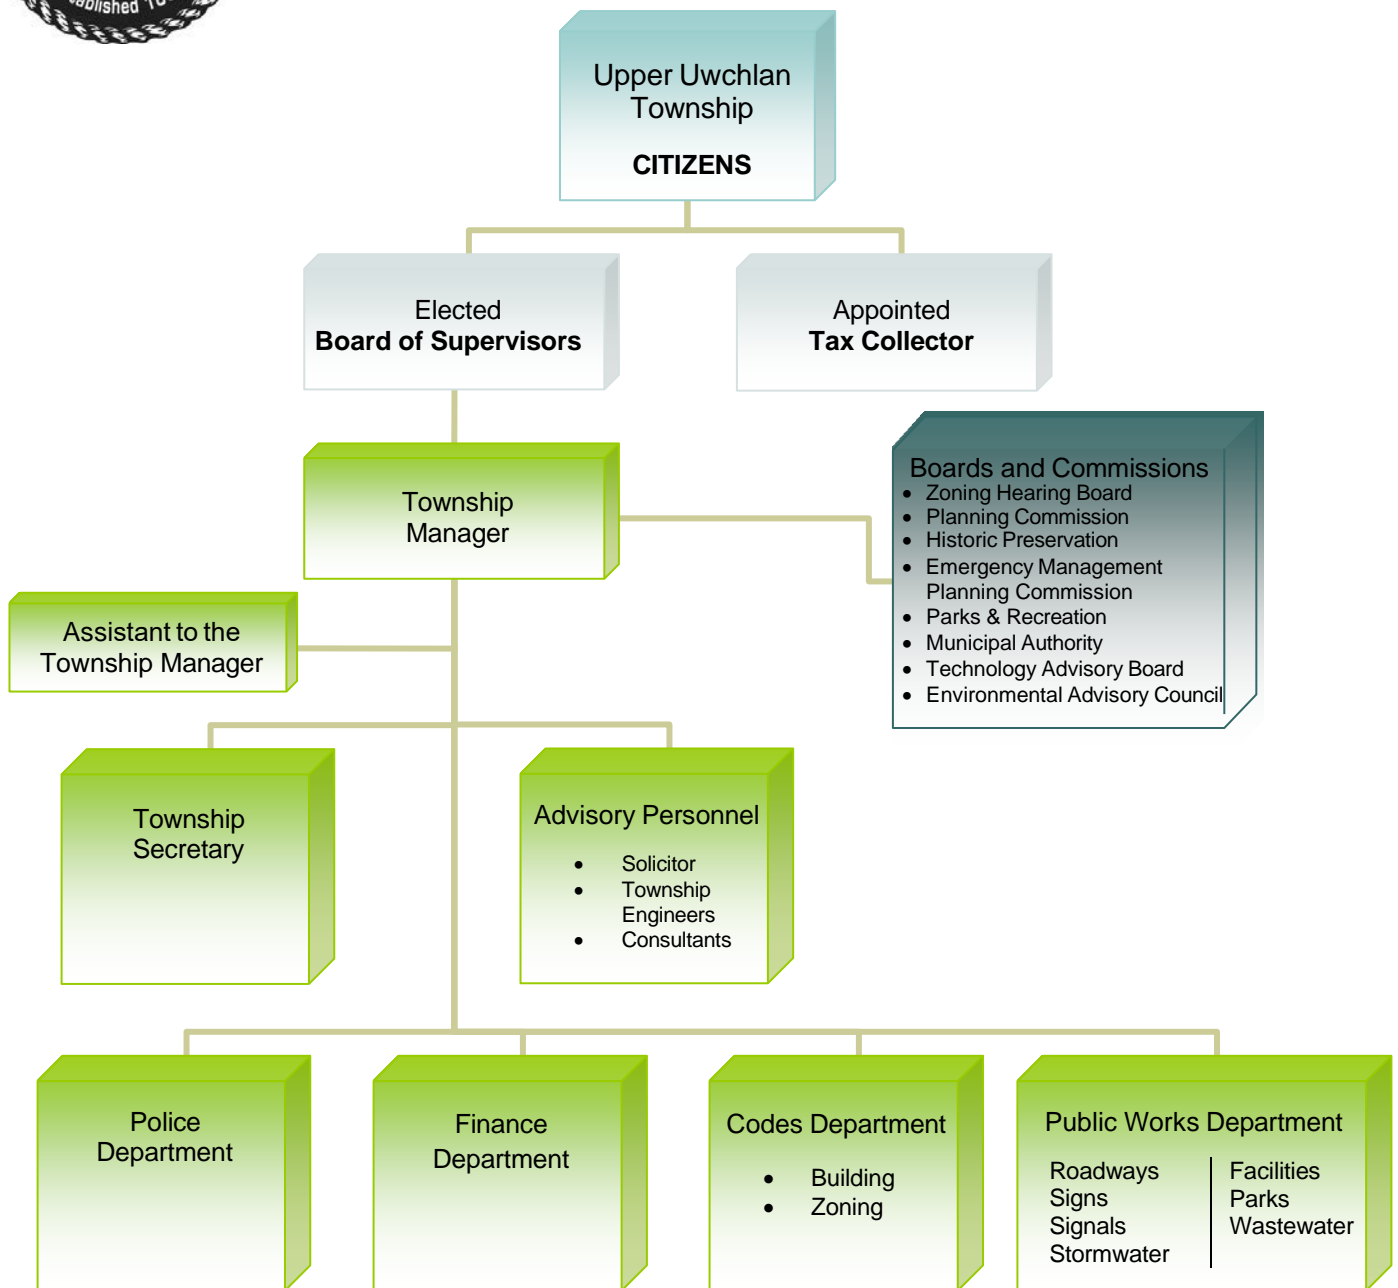 Upper Uwchlan
Township
CITIZENS
Elected
Board of Supervisors
Appointed
Tax Collector
Township
Manager
Boards and Commissions
• Zoning Hearing Board
• Planning Commission
• Historic Preservation
• Emergency Management
Planning Commission
• Parks & Recreation
• Municipal Authority
• Technology Advisory Board
• Environmental Advisory Council
Assistant to the
Township Manager
Township
Secretary
Advisory Personnel
• Solicitor
• Township
Engineers
• Consultants
Police
Department
Finance
Department
Codes Department
• Building
• Zoning
Public Works Department
Roadways
Signs
Signals
Stormwater
Facilities
Parks
Wastewater